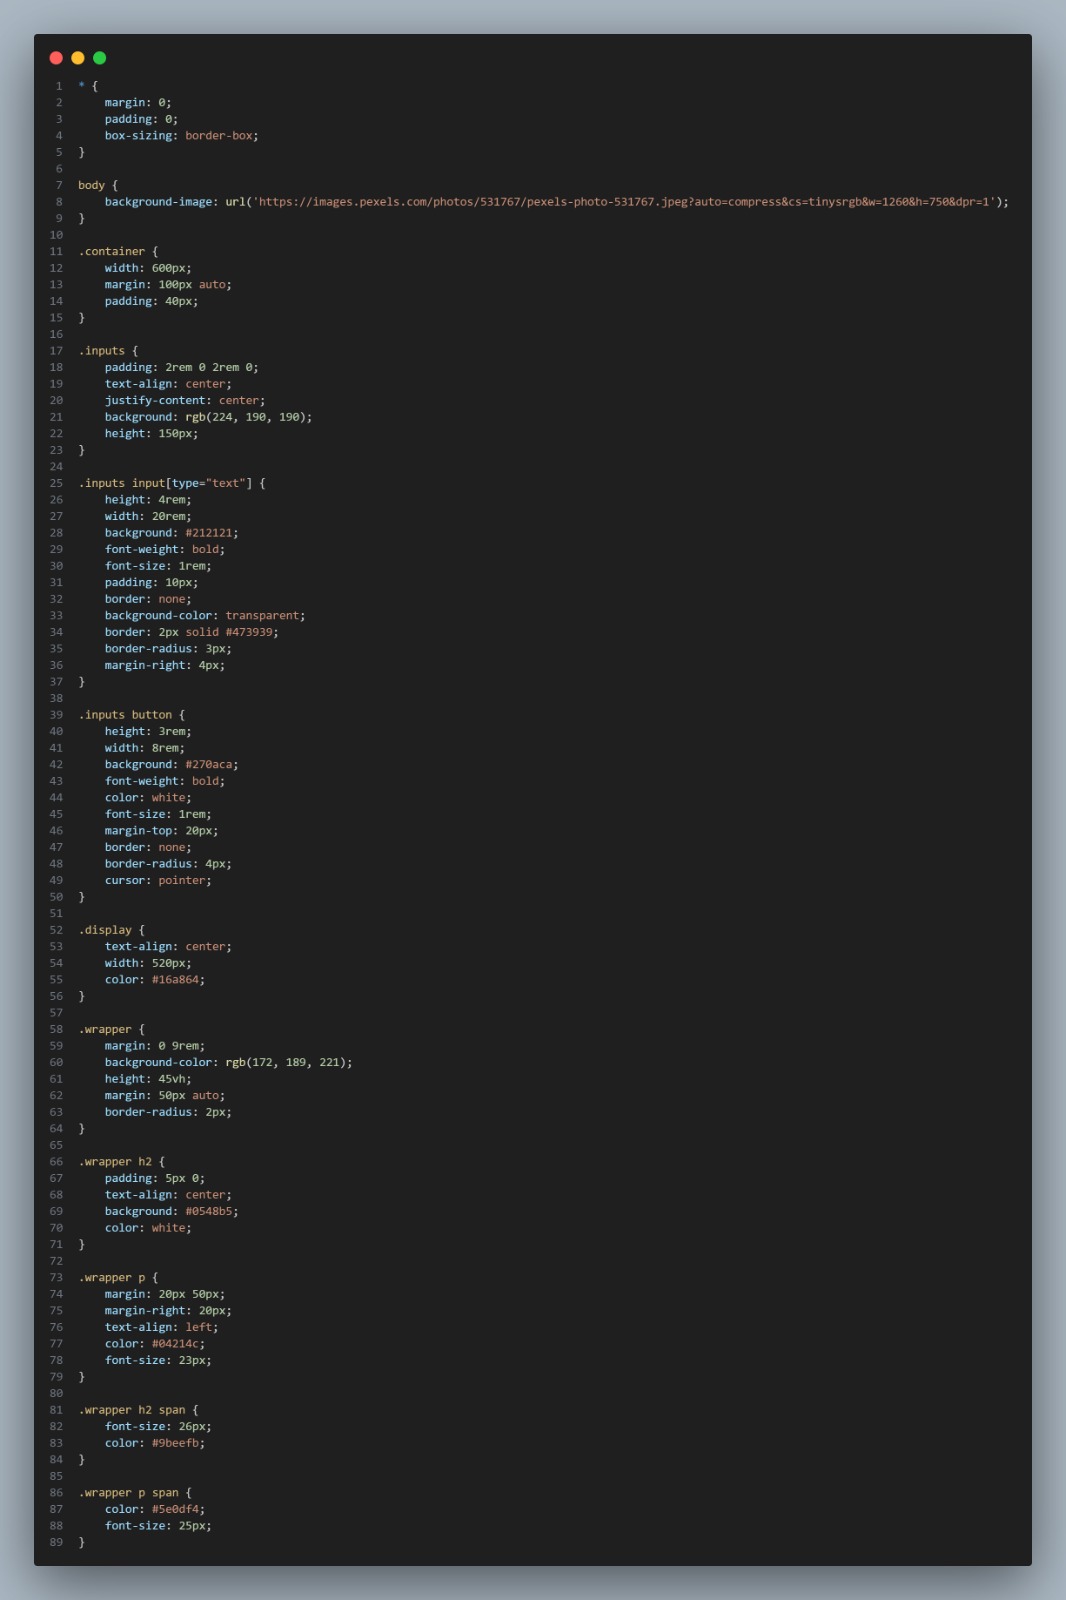 1 * {
2 margin: 0;
3 padding: 0;
4 box-sizing: border-box;
5 }
6
7 body {
8 background-image: url('https://images.pexels.com/photos/531767/pexels-photo-531767.jpeg?auto=compress&cs=tinysrgb&w=1260&h=750&dpr=1');
9 }
10
11 .container {
12 width: 600px;
13 margin: 100px auto;
14 padding: 40px;
15 }
16
17 .inputs {
18 padding: 2rem 0 2rem 0;
19 text-align: center;
20 justify-content: center;
21 background: rgb(224, 190, 190);
22 height: 150px;
23 }
24
25 .inputs input[type="text"] {
26 height: 4rem;
27 width: 20rem;
28 background: #212121;
29 font-weight: bold;
30 font-size: 1rem;
31 padding: 10px;
32 border: none;
33 background-color: transparent;
34 border: 2px solid #473939;
35 border-radius: 3px;
36 margin-right: 4px;
37 }
38
39 .inputs button {
40 height: 3rem;
41 width: 8rem;
42 background: #270aca;
43 font-weight: bold;
44 color: white;
45 font-size: 1rem;
46 margin-top: 20px;
47 border: none;
48 border-radius: 4px;
49 cursor: pointer;
50 }
51
52 .display {
53 text-align: center;
54 width: 520px;
55 color: #16a864;
56 }
57
58 .wrapper {
59 margin: 0 9rem;
60 background-color: rgb(172, 189, 221);
61 height: 45vh;
62 margin: 50px auto;
63 border-radius: 2px;
64 }
65
66 .wrapper h2 {
67 padding: 5px 0;
68 text-align: center;
69 background: #0548b5;
70 color: white;
71 }
72
73 .wrapper p {
74 margin: 20px 50px;
75 margin-right: 20px;
76 text-align: left;
77 color: #04214c;
78 font-size: 23px;
79 }
80
81 .wrapper h2 span {
82 font-size: 26px;
83 color: #9beefb;
84 }
85
86 .wrapper p span {
87 color: #5e0df4;
88 font-size: 25px;
89 }